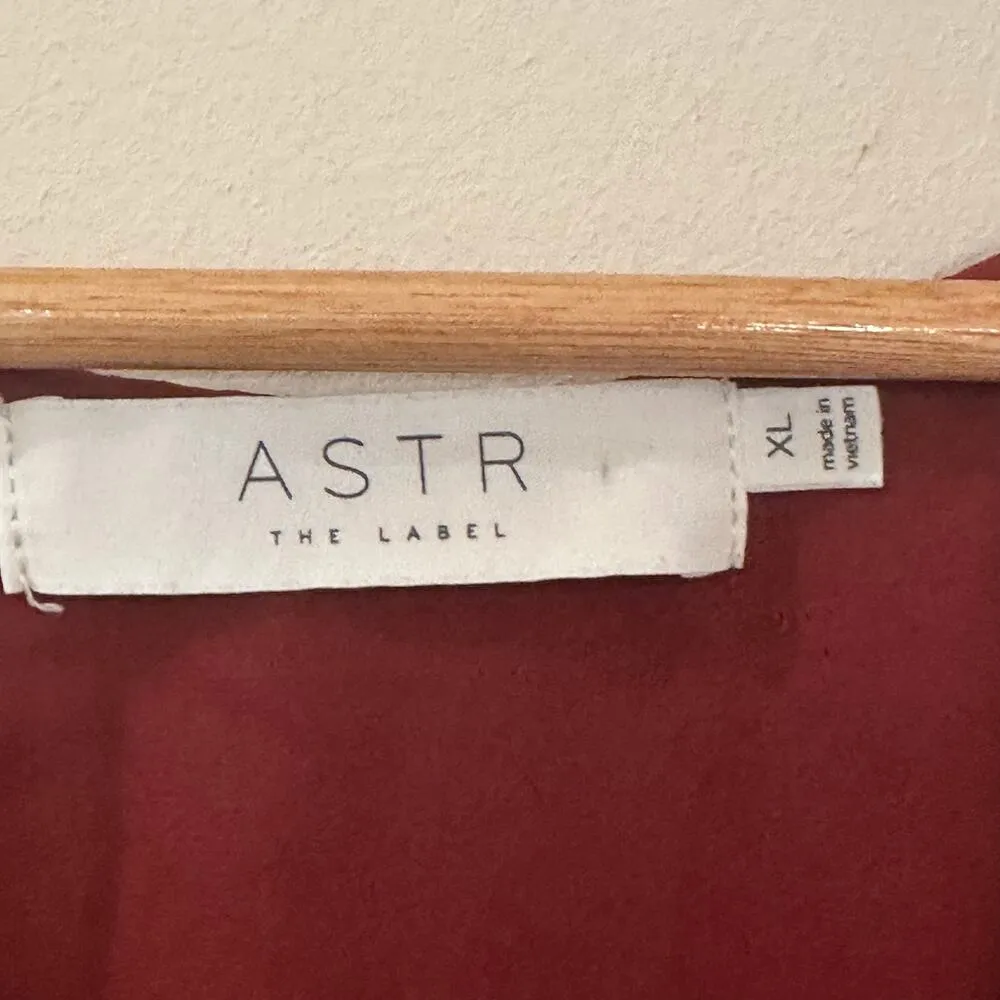 ASTR
THE LABEL
XL
made in
vietnam